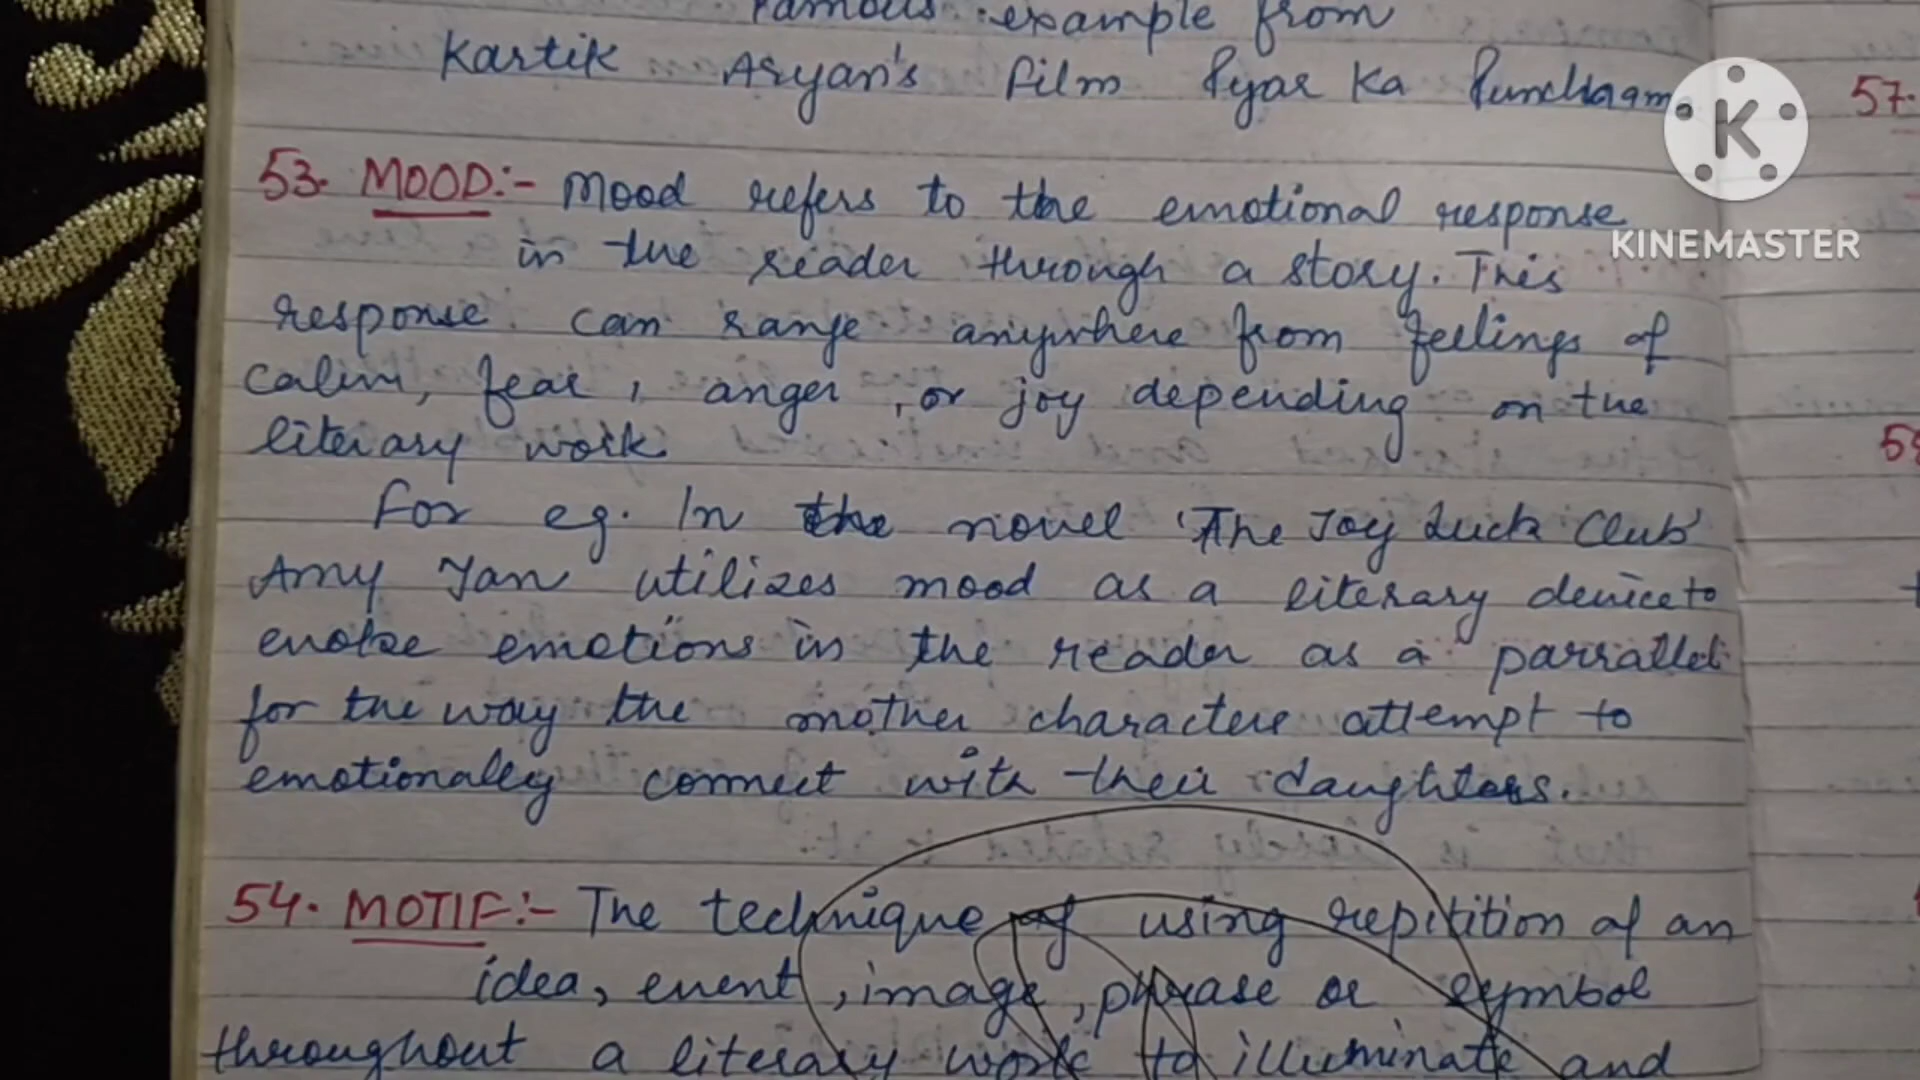 famous example from
Kartik Aryan's film Pyar Ka Punchnama
57.
K
KINEMASTER
53. MOOD:- Mood refers to the emotional response
in the reader through a story. This
response can range anywhere from feelings of
calm, fear, anger, or joy depending on the
literary work
For eg. In the novel 'The Joy Luck Club'
Amy Tan utilizes mood as a literary device to
evoke emotions in the reader as a parrallel
for the way the mother characters attempt to
emotionally connect with their daughters.
54. MOTIF:- The technique of using repitition of an
idea, event, image, phrase or symbol
throughout a literary work to illuminate and